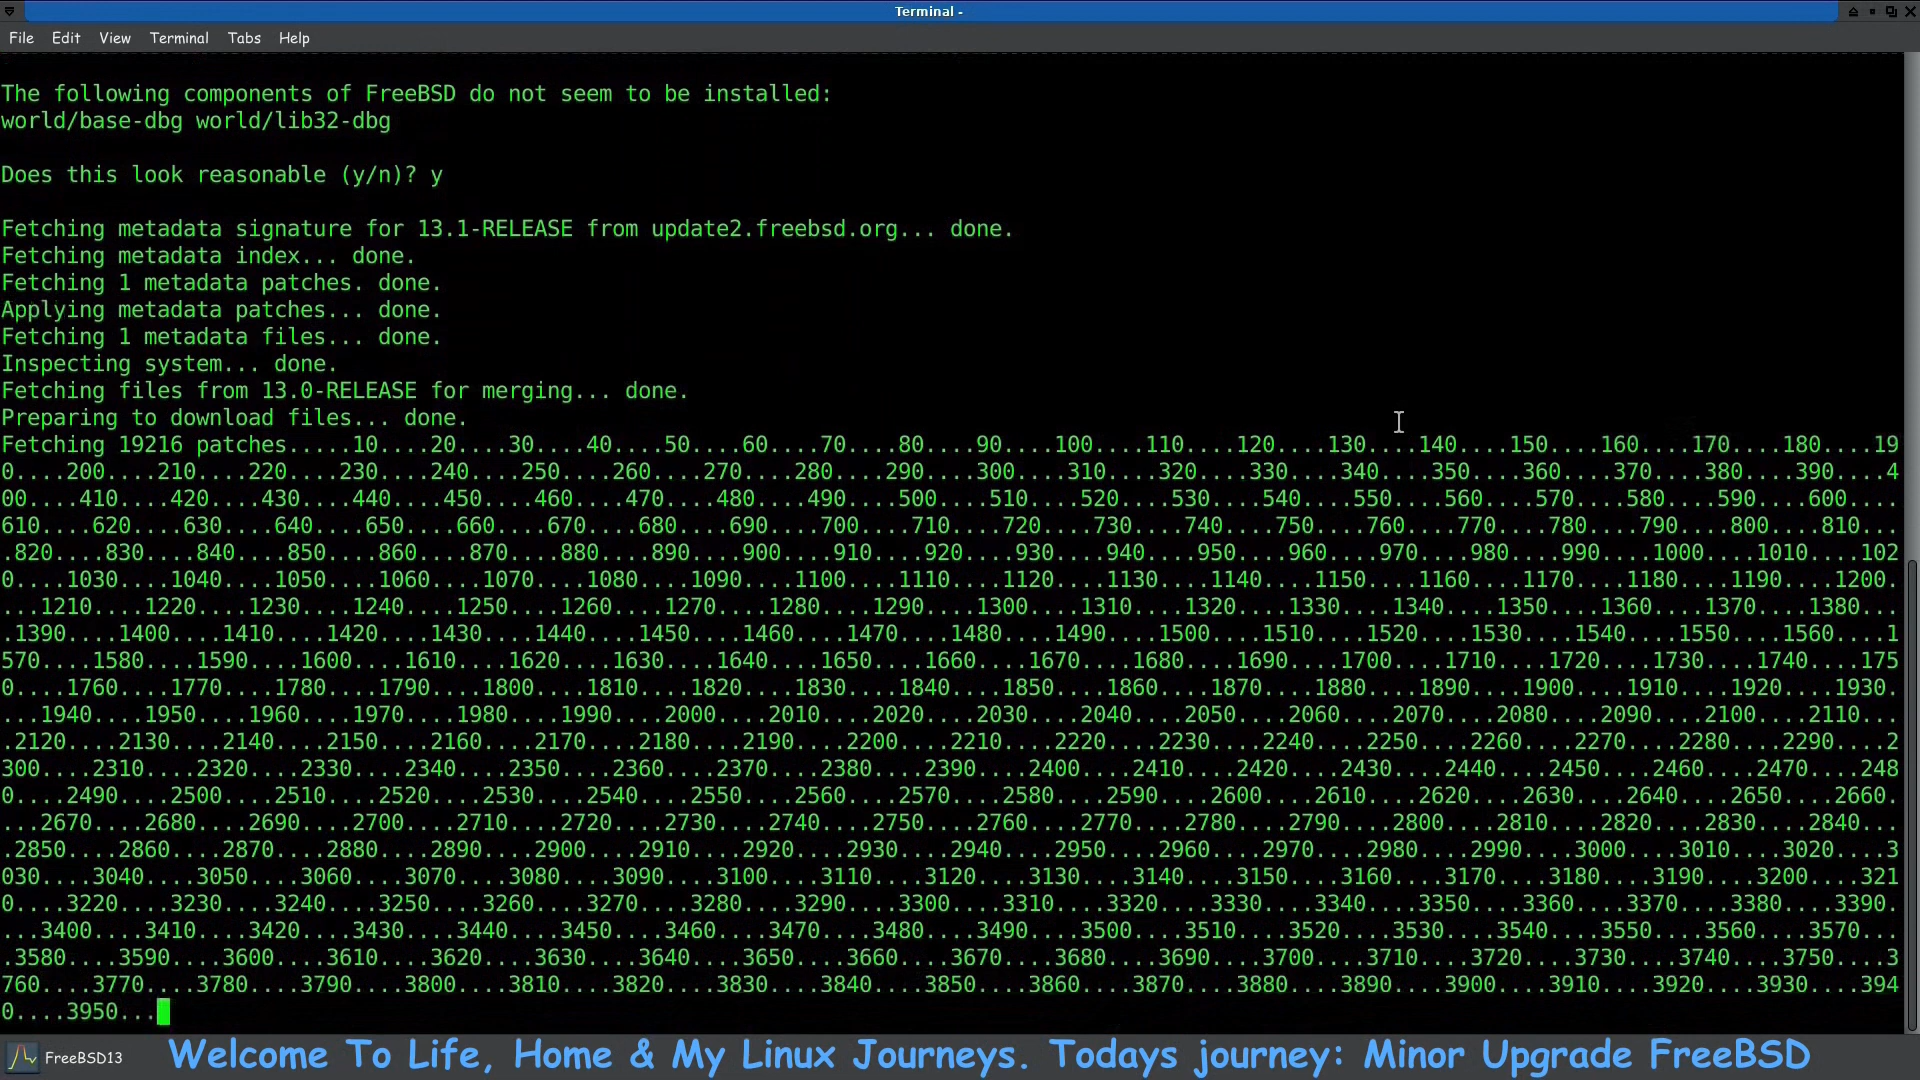 Terminal -
File Edit View Terminal Tabs Help
The following components of FreeBSD do not seem to be installed:
world/base-dbg world/lib32-dbg
Does this look reasonable (y/n)? y
Fetching metadata signature for 13.1-RELEASE from update2.freebsd.org... done.
Fetching metadata index... done.
Fetching 1 metadata patches. done.
Applying metadata patches... done.
Fetching 1 metadata files... done.
Inspecting system... done.
Fetching files from 13.0-RELEASE for merging... done.
Preparing to download files... done.
Fetching 19216 patches.....10....20....30....40....50....60....70....80....90....100....110....120....130....140....150....160....170....180....19
0....200....210....220....230....240....250....260....270....280....290....300....310....320....330....340....350....360....370....380....390....4
00....410....420....430....440....450....460....470....480....490....500....510....520....530....540....550....560....570....580....590....600....
610....620....630....640....650....660....670....680....690....700....710....720....730....740....750....760....770....780....790....800....810...
.820....830....840....850....860....870....880....890....900....910....920....930....940....950....960....970....980....990....1000....1010....102
0....1030....1040....1050....1060....1070....1080....1090....1100....1110....1120....1130....1140....1150....1160....1170....1180....1190....1200.
...1210....1220....1230....1240....1250....1260....1270....1280....1290....1300....1310....1320....1330....1340....1350....1360....1370....1380...
.1390....1400....1410....1420....1430....1440....1450....1460....1470....1480....1490....1500....1510....1520....1530....1540....1550....1560....1
570....1580....1590....1600....1610....1620....1630....1640....1650....1660....1670....1680....1690....1700....1710....1720....1730....1740....175
0....1760....1770....1780....1790....1800....1810....1820....1830....1840....1850....1860....1870....1880....1890....1900....1910....1920....1930.
...1940....1950....1960....1970....1980....1990....2000....2010....2020....2030....2040....2050....2060....2070....2080....2090....2100....2110...
.2120....2130....2140....2150....2160....2170....2180....2190....2200....2210....2220....2230....2240....2250....2260....2270....2280....2290....2
300....2310....2320....2330....2340....2350....2360....2370....2380....2390....2400....2410....2420....2430....2440....2450....2460....2470....248
0....2490....2500....2510....2520....2530....2540....2550....2560....2570....2580....2590....2600....2610....2620....2630....2640....2650....2660.
...2670....2680....2690....2700....2710....2720....2730....2740....2750....2760....2770....2780....2790....2800....2810....2820....2830....2840...
.2850....2860....2870....2880....2890....2900....2910....2920....2930....2940....2950....2960....2970....2980....2990....3000....3010....3020....3
030....3040....3050....3060....3070....3080....3090....3100....3110....3120....3130....3140....3150....3160....3170....3180....3190....3200....321
0....3220....3230....3240....3250....3260....3270....3280....3290....3300....3310....3320....3330....3340....3350....3360....3370....3380....3390.
...3400....3410....3420....3430....3440....3450....3460....3470....3480....3490....3500....3510....3520....3530....3540....3550....3560....3570...
.3580....3590....3600....3610....3620....3630....3640....3650....3660....3670....3680....3690....3700....3710....3720....3730....3740....3750....3
760....3770....3780....3790....3800....3810....3820....3830....3840....3850....3860....3870....3880....3890....3900....3910....3920....3930....394
0....3950...
FreeBSD13 Welcome To Life, Home & My Linux Journeys. Todays journey: Minor Upgrade FreeBSD